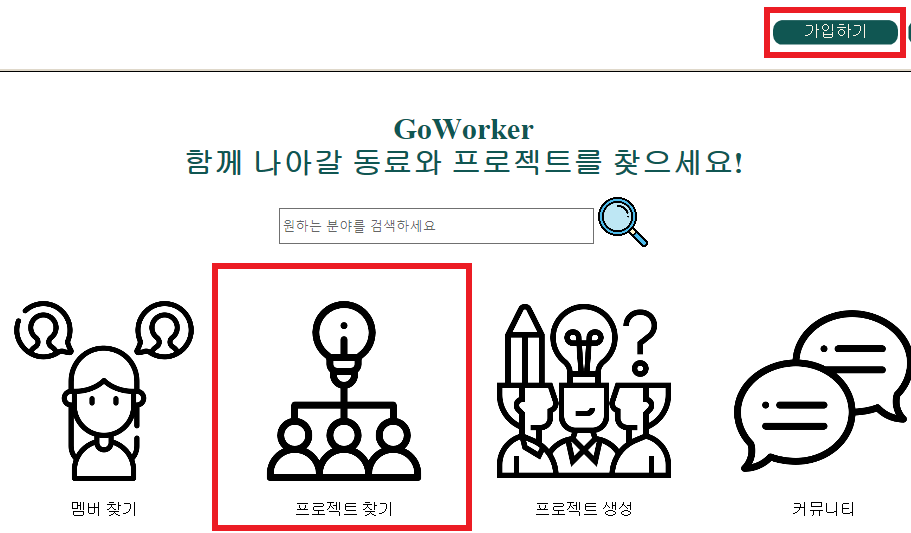 가입하기
GoWorker
함께 나아갈 동료와 프로젝트를 찾으세요!
원하는 분야를 검색하세요
멤버 찾기
프로젝트 찾기
프로젝트 생성
커뮤니티